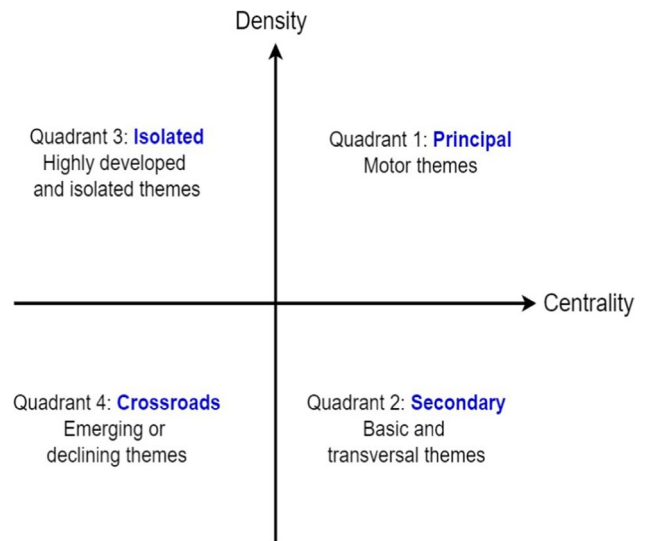 Density
Quadrant 3: Isolated
Highly developed
and isolated themes
Quadrant 1: Principal
Motor themes
Centrality
Quadrant 4: Crossroads
Emerging or
declining themes
Quadrant 2: Secondary
Basic and
transversal themes